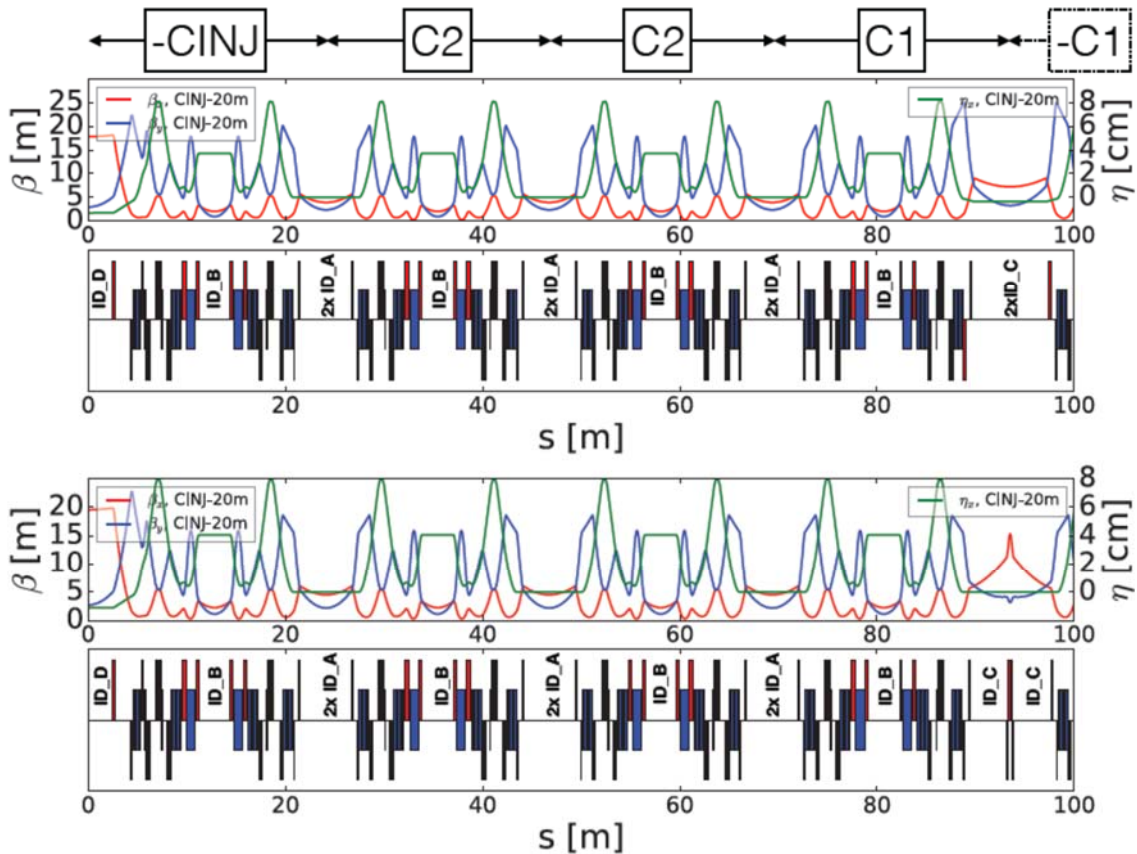 -CINJ C2 C2 C1 -C1
β [m]
25
20
15
10
5
0
CINJ-20m
βy, CINJ-20m
ηx, CINJ-20m
8
6
4
2
0
η [cm]
0 20 40 60 80 100
ID_D ID_B 2x ID_A ID_B 2x ID_A ID_B 2x ID_A ID_B 2xID_C
0 20 40 60 80 100
s [m]
β [m]
20
15
10
5
0
βx, CINJ-20m
βy, CINJ-20m
ηx, CINJ-20m
8
6
4
2
0
η [cm]
0 20 40 60 80 100
ID_D ID_B 2x ID_A ID_B 2x ID_A ID_B 2x ID_A ID_B ID_C ID_C
0 20 40 60 80 100
s [m]